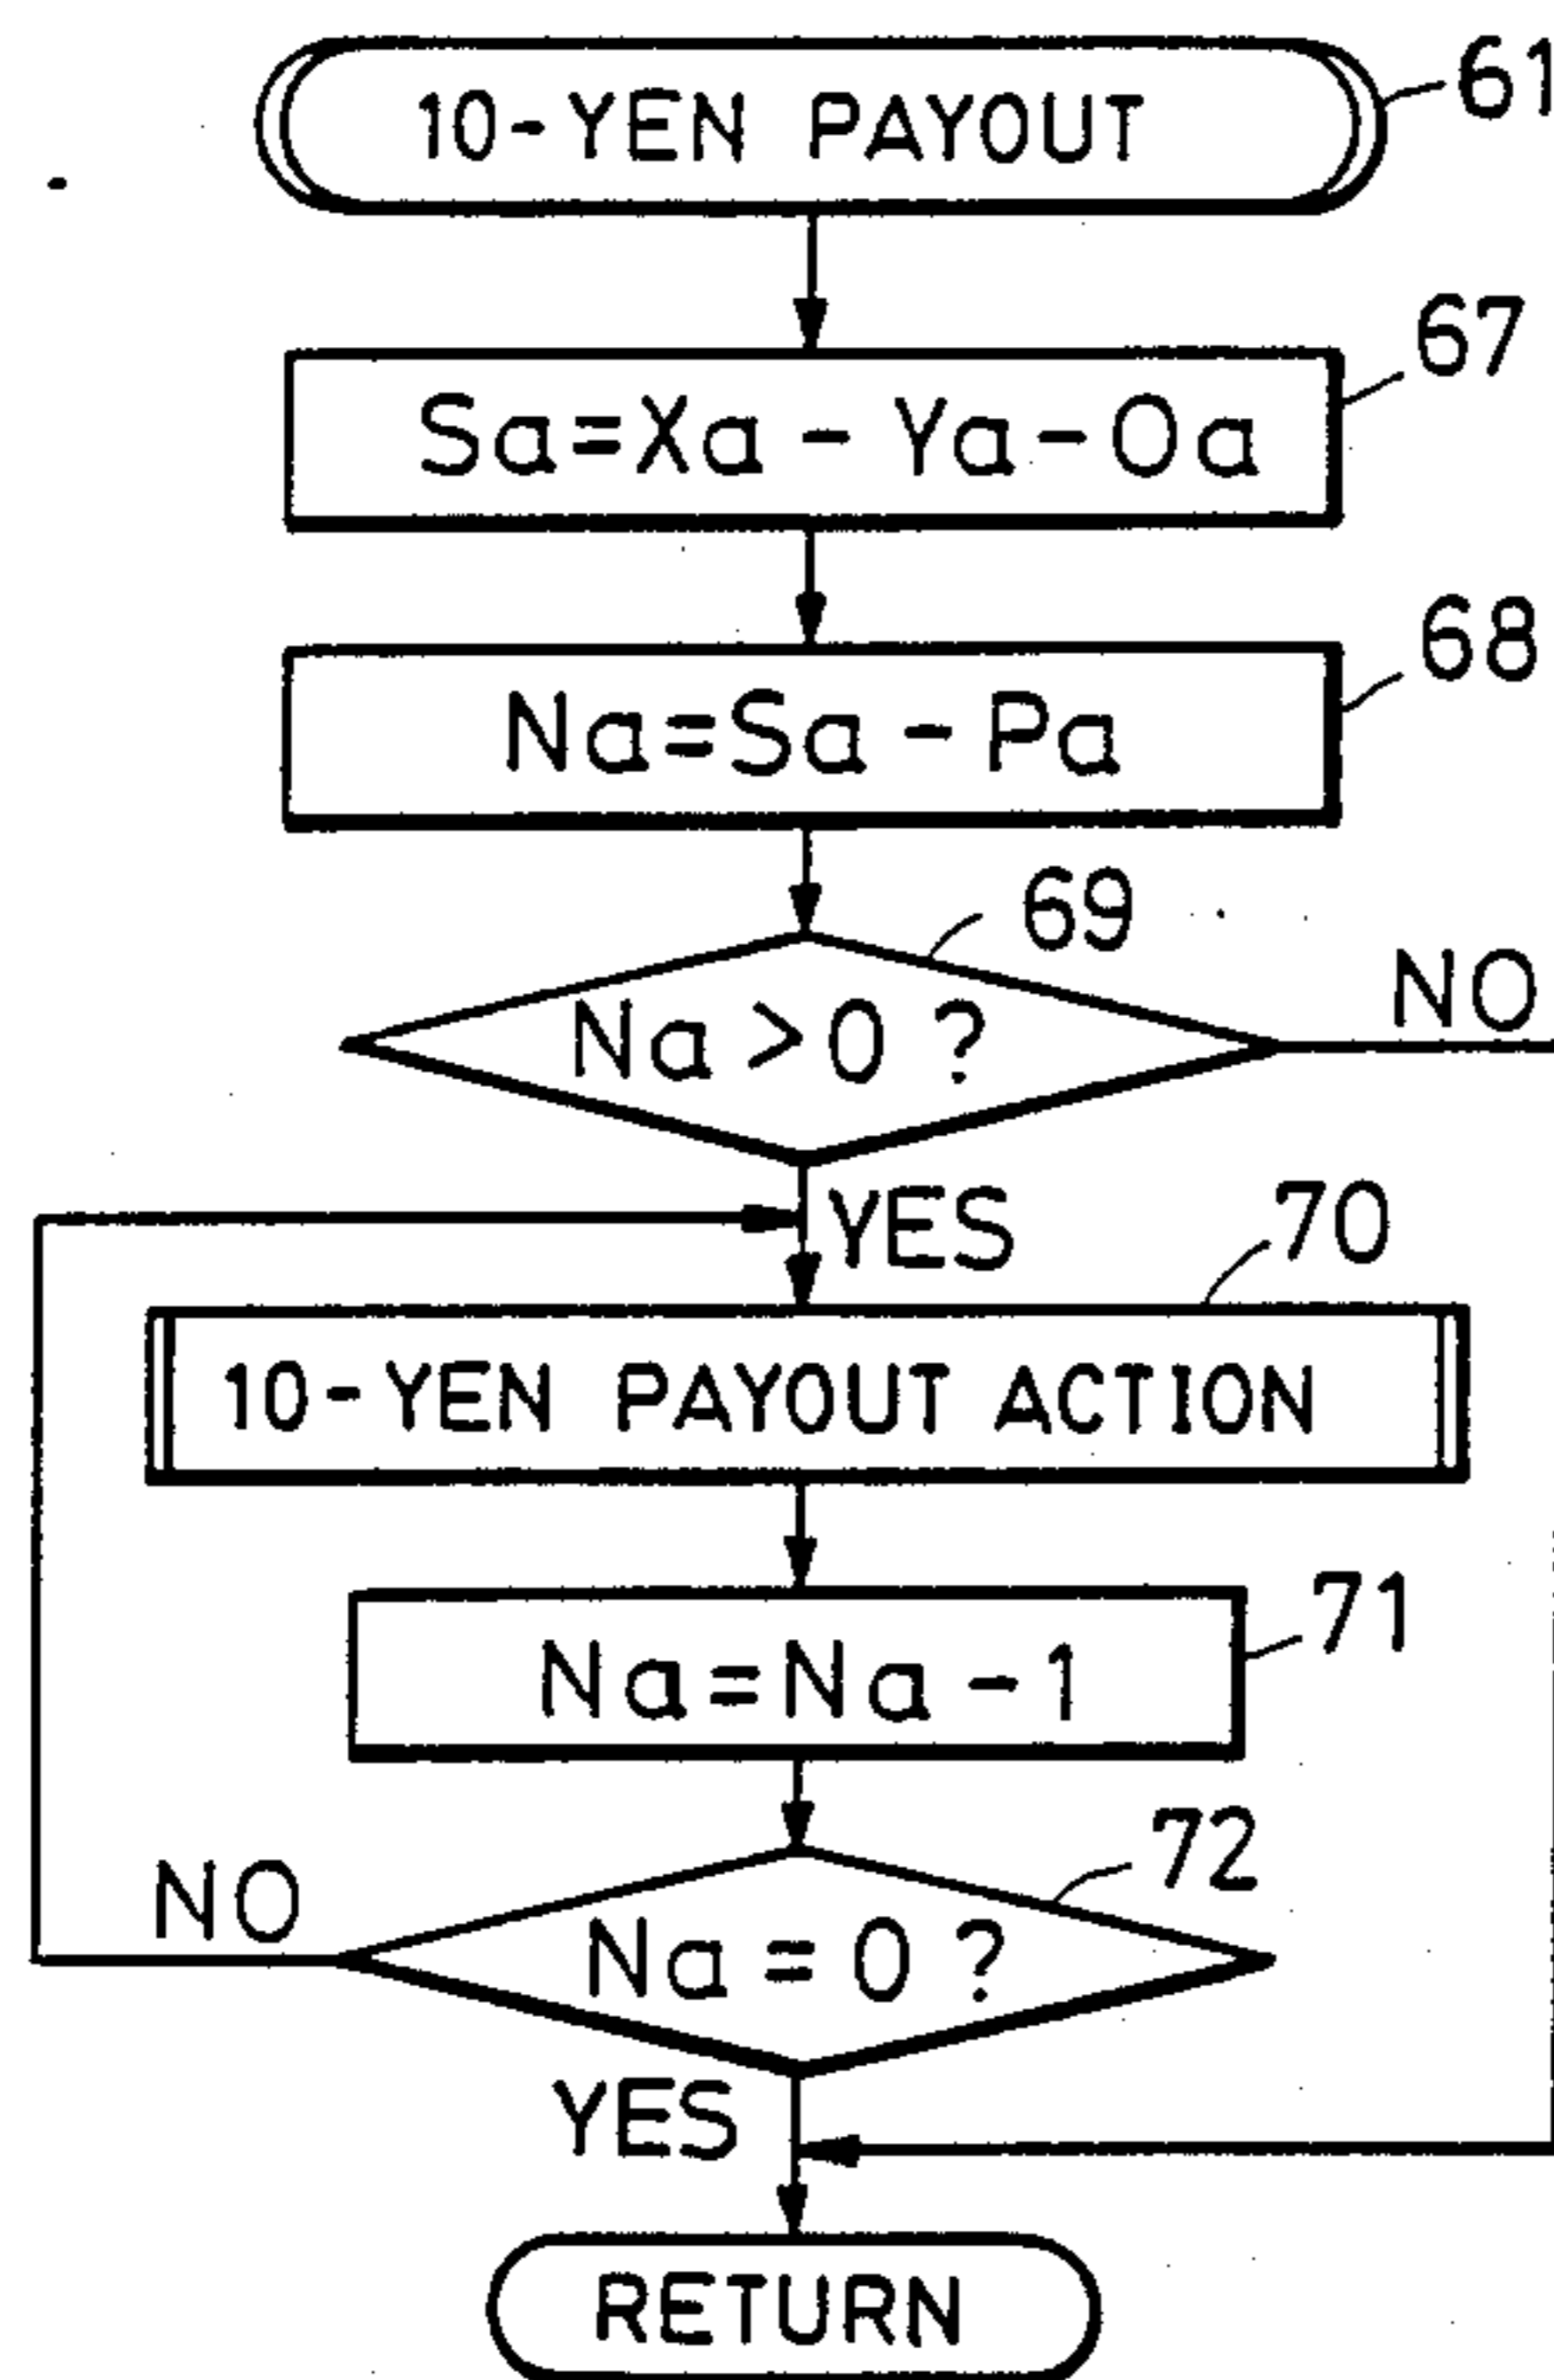 10-YEN PAYOUT
61
67
Sa=Xa-Ya-Oa
68
Na=Sa-Pa
69
Na>0?
NO
YES
70
10-YEN PAYOUT ACTION
71
Na=Na-1
72
NO
Na=0?
YES
RETURN